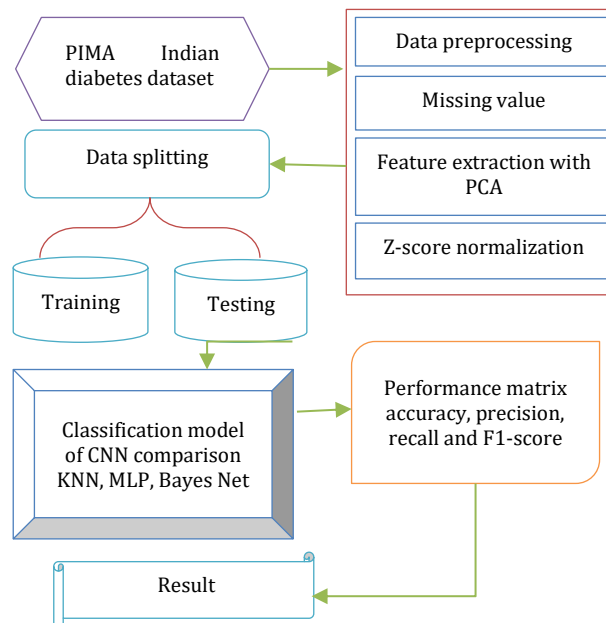 PIMA Indian
diabetes dataset
Data preprocessing
Missing value
Feature extraction with
PCA
Z-score normalization
Data splitting
Training
Testing
Classification model
of CNN comparison
KNN, MLP, Bayes Net
Performance matrix
accuracy, precision,
recall and F1-score
Result